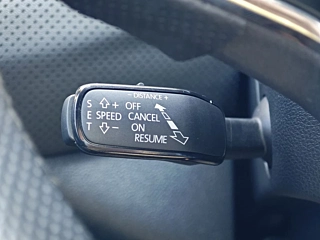 - DISTANCE +
S ⇧+ OFF
E SPEED CANCEL
T ⇩- ON
RESUME